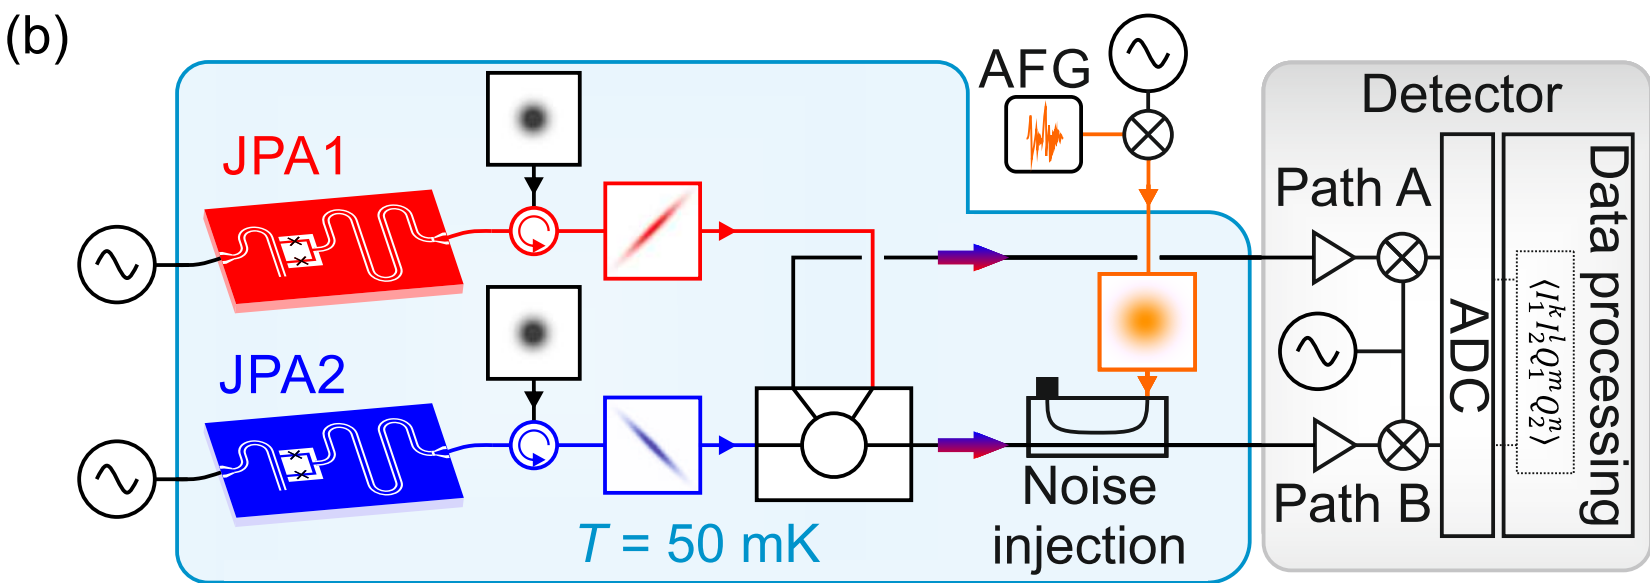 (b)
AFG
Detector
JPA1
Path A
Data processing
ADC
⟨I₁ᵏI₂ˡQ₁ᵐQ₂ⁿ⟩
JPA2
Path B
Noise
injection
T = 50 mK